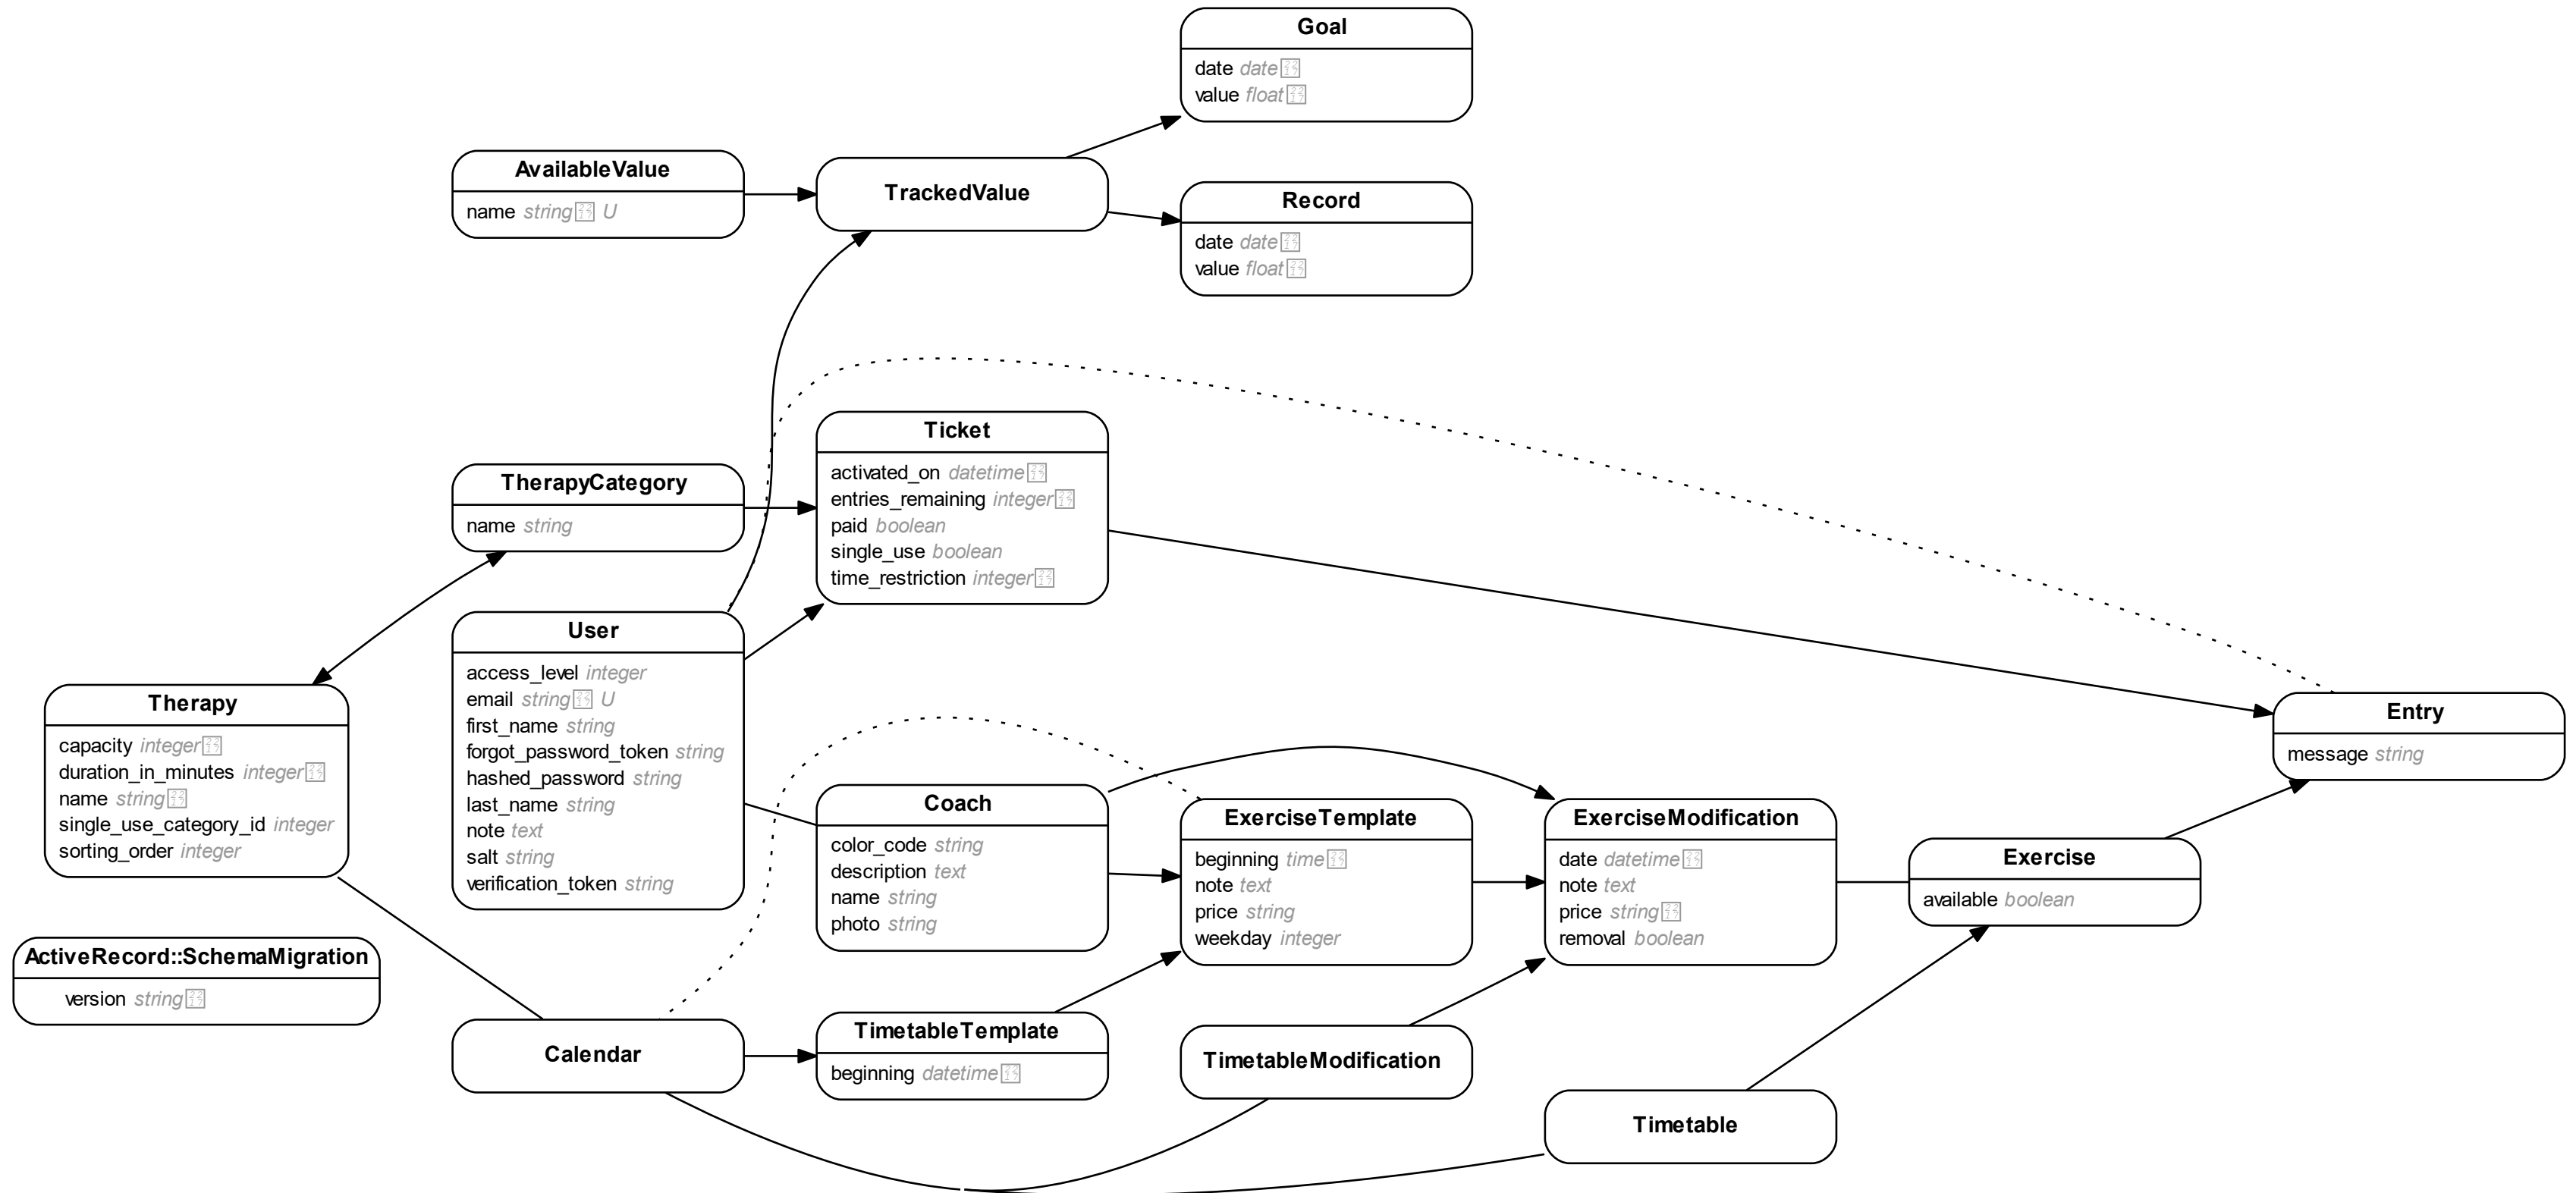 Goal
date date
value float
AvailableValue
name string U
TrackedValue
Record
date date
value float
Ticket
activated_on datetime
entries_remaining integer
paid boolean
single_use boolean
time_restriction integer
TherapyCategory
name string
User
access_level integer
email string U
first_name string
forgot_password_token string
hashed_password string
last_name string
note text
salt string
verification_token string
Therapy
capacity integer
duration_in_minutes integer
name string
single_use_category_id integer
sorting_order integer
Entry
message string
Coach
color_code string
description text
name string
photo string
ExerciseTemplate
beginning time
note text
price string
weekday integer
ExerciseModification
date datetime
note text
price string
removal boolean
Exercise
available boolean
ActiveRecord::SchemaMigration
version string
Calendar
TimetableTemplate
beginning datetime
TimetableModification
Timetable